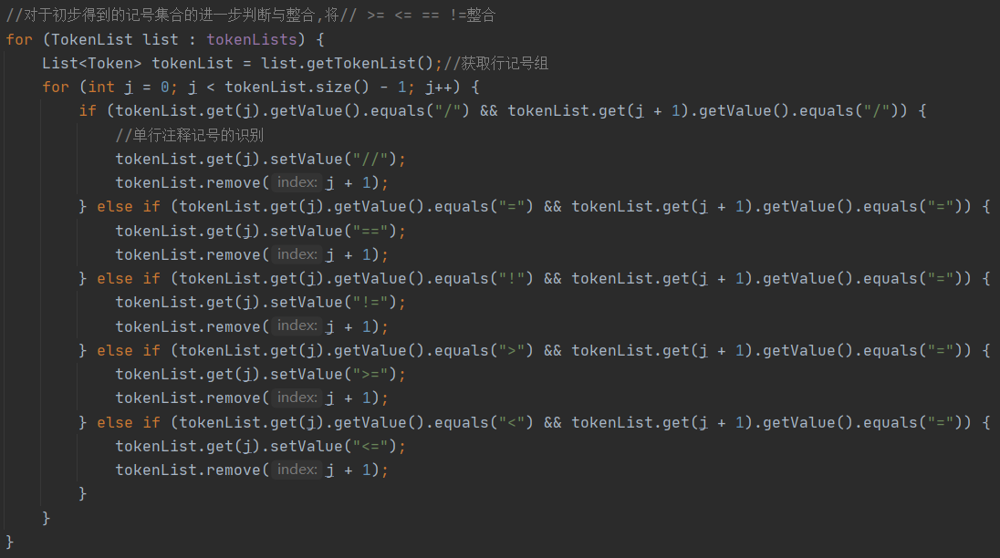 //对于初步得到的记号集合的进一步判断与整合,将// >= <= == !=整合
for (TokenList list : tokenLists) {
    List<Token> tokenList = list.getTokenList();//获取行记号组
    for (int j = 0; j < tokenList.size() - 1; j++) {
        if (tokenList.get(j).getValue().equals("/") && tokenList.get(j + 1).getValue().equals("/")) {
            //单行注释记号的识别
            tokenList.get(j).setValue("//");
            tokenList.remove( index: j + 1);
        } else if (tokenList.get(j).getValue().equals("=") && tokenList.get(j + 1).getValue().equals("=")) {
            tokenList.get(j).setValue("==");
            tokenList.remove( index: j + 1);
        } else if (tokenList.get(j).getValue().equals("!") && tokenList.get(j + 1).getValue().equals("=")) {
            tokenList.get(j).setValue("!=");
            tokenList.remove( index: j + 1);
        } else if (tokenList.get(j).getValue().equals(">") && tokenList.get(j + 1).getValue().equals("=")) {
            tokenList.get(j).setValue(">=");
            tokenList.remove( index: j + 1);
        } else if (tokenList.get(j).getValue().equals("<") && tokenList.get(j + 1).getValue().equals("=")) {
            tokenList.get(j).setValue("<=");
            tokenList.remove( index: j + 1);
        }
    }
}